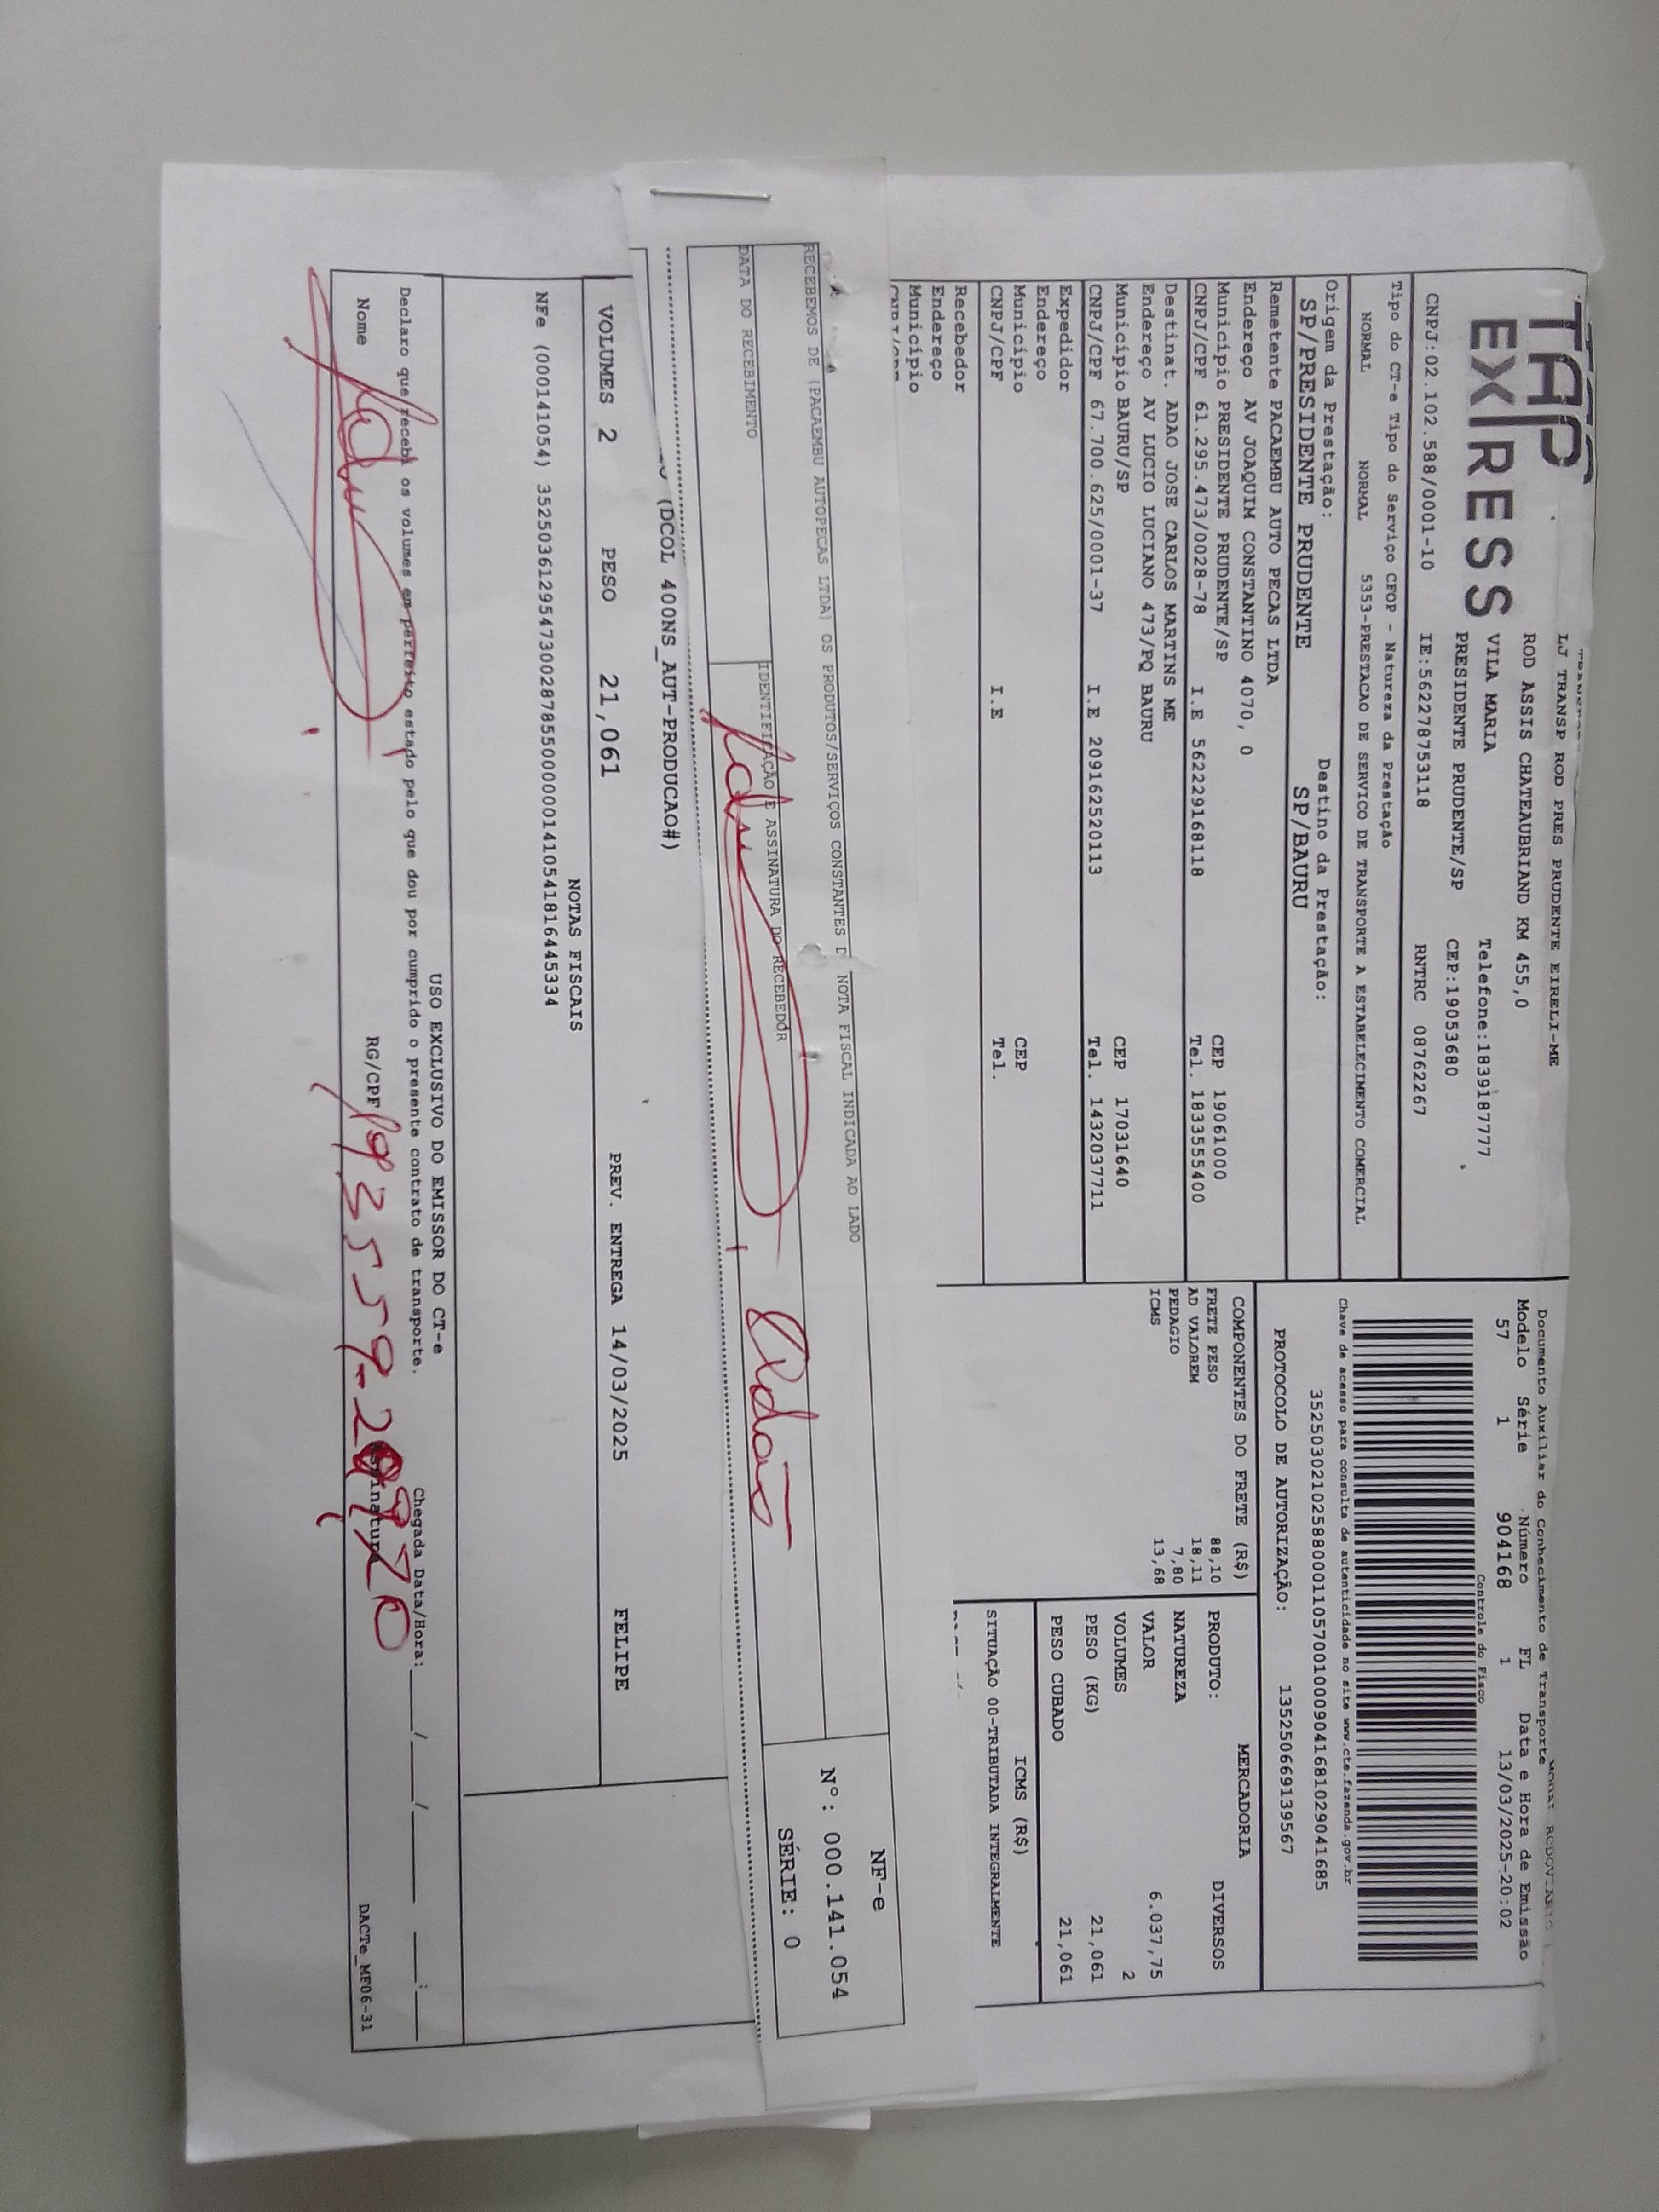 TAP
EXPRESS
LJ TRANSP ROD PRES PRUDENTE EIRELI-ME
ROD ASSIS CHATEAUBRIAND KM 455,0
VILA MARIA Telefone:1839187777
PRESIDENTE PRUDENTE/SP CEP:19053680
CNPJ:02.102.588/0001-10 IE:562278753118 RNTRC 08762267
Tipo do CT-e Tipo do Serviço CFOP - Natureza da Prestação
NORMAL NORMAL 5353-PRESTACAO DE SERVICO DE TRANSPORTE A ESTABELECIMENTO COMERCIAL
Origem da Prestação: Destino da Prestação:
SP/PRESIDENTE PRUDENTE SP/BAURU
Remetente PACAEMBU AUTO PECAS LTDA
Endereço AV JOAQUIM CONSTANTINO 4070, 0
Município PRESIDENTE PRUDENTE/SP CEP 19061000
CNPJ/CPF 61.295.473/0028-78 I.E 562229168118 Tel. 1833555400
Destinat. ADAO JOSE CARLOS MARTINS ME
Endereço AV LUCIO LUCIANO 473/PQ BAURU
Município BAURU/SP CEP 17031640
CNPJ/CPF 67.700.625/0001-37 I.E 209162520113 Tel. 1432037711
Expedidor
Endereço
Município CEP
CNPJ/CPF I.E Tel.
Recebedor
Endereço
Município
MODAL RODOVIARIO
Documento Auxiliar do Conhecimento de Transporte
Modelo Série Número FL Data e Hora de Emissão
57 1 904168 1 13/03/2025-20:02
Controle do Fisco
Chave de acesso para consulta de autenticidade no site www.cte.fazenda.gov.br
35250302102588000110570010009041681029041685
PROTOCOLO DE AUTORIZAÇÃO: 135250669139567
COMPONENTES DO FRETE (R$)
FRETE PESO 88,10
AD VALOREM 18,11
PEDAGIO 7,80
ICMS 13,68
MERCADORIA
PRODUTO: DIVERSOS
NATUREZA
VALOR 6.037,75
VOLUMES 2
PESO (KG) 21,061
PESO CUBADO 21,061
ICMS (R$)
SITUAÇÃO 00-TRIBUTADA INTEGRALMENTE
RECEBEMOS DE (PACAEMBU AUTOPECAS LTDA) OS PRODUTOS/SERVIÇOS CONSTANTES D NOTA FISCAL INDICADA AO LADO
DATA DO RECEBIMENTO IDENTIFICAÇÃO E ASSINATURA DO RECEBEDOR
Adão
NF-e
Nº: 000.141.054
SÉRIE: 0
(DCOL 400NS_AUT-PRODUCAO#)
VOLUMES 2 PESO 21,061 PREV. ENTREGA 14/03/2025 FELIPE
NOTAS FISCAIS
NFe (000141054) 35250361295473002878550000001410541816445334
USO EXCLUSIVO DO EMISSOR DO CT-e
Declaro que recebi os volumes em perfeito estado pelo que dou por cumprido o presente contrato de transporte. Chegada Data/Hora: __/__/____ __:__
Nome RG/CPF Assinatura
DACTe_MF06-31